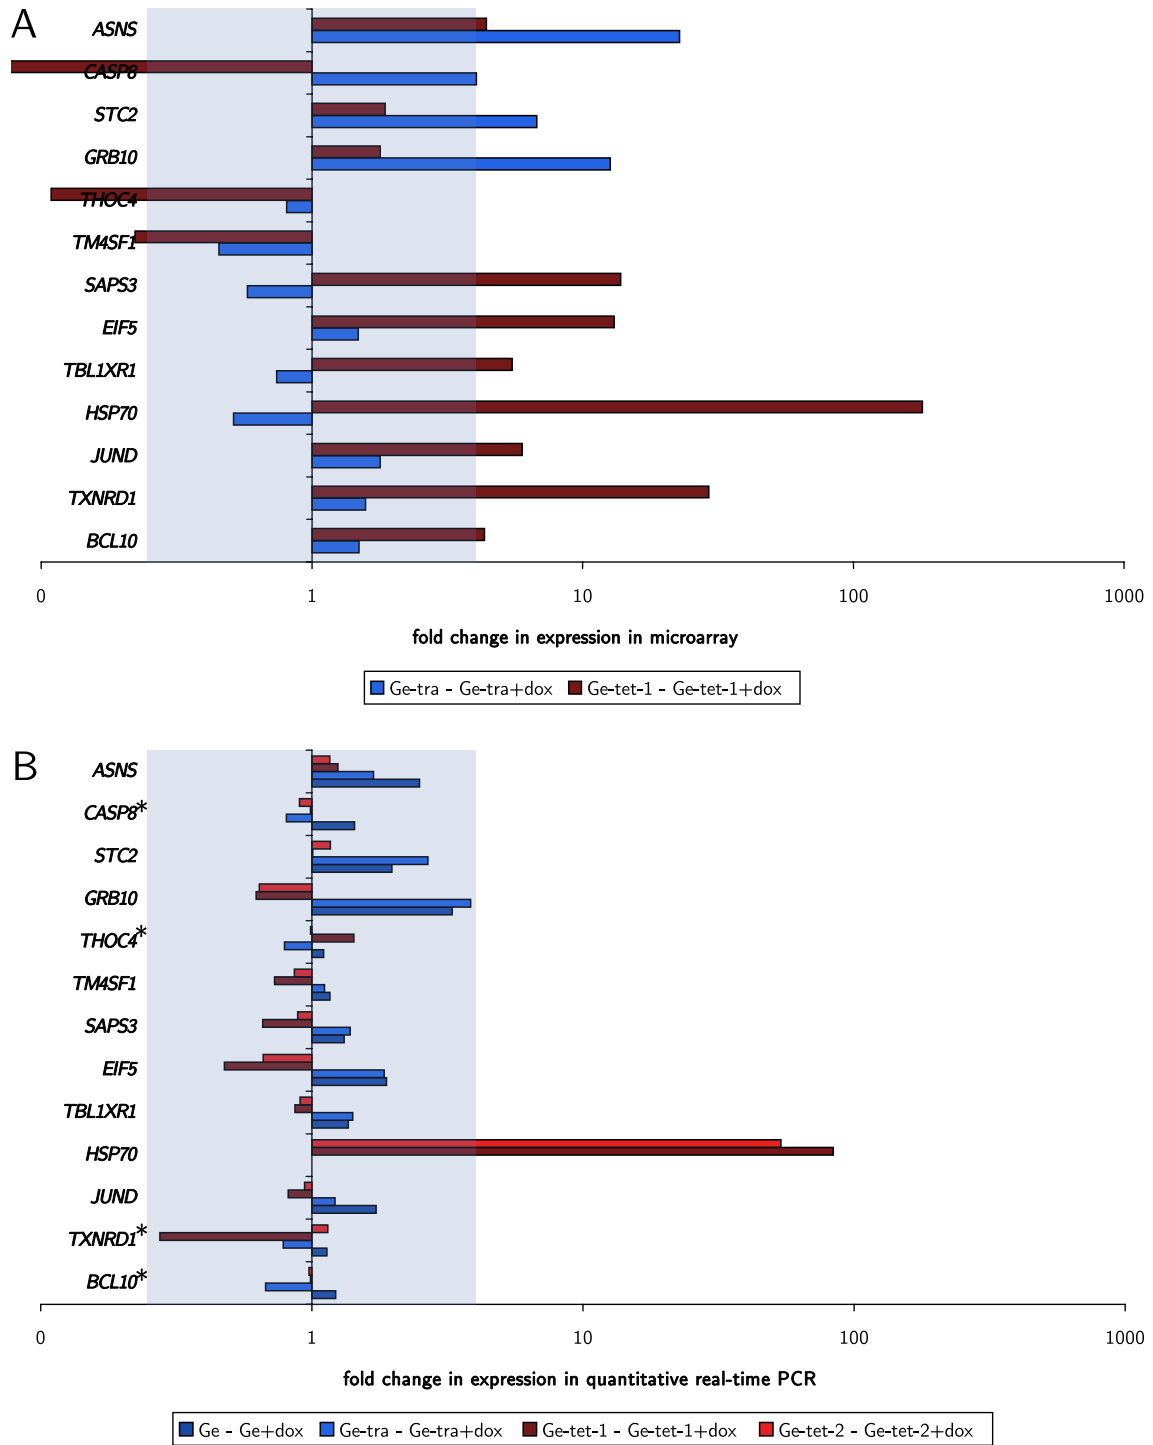 A
ASNS
CASP8
STC2
GRB10
THOC4
TM4SF1
SAPS3
EIF5
TBL1XR1
HSP70
JUND
TXNRD1
BCL10
0 1 10 100 1000
fold change in expression in microarray
Ge-tra - Ge-tra+dox Ge-tet-1 - Ge-tet-1+dox
B
ASNS
CASP8*
STC2
GRB10
THOC4*
TM4SF1
SAPS3
EIF5
TBL1XR1
HSP70
JUND
TXNRD1*
BCL10*
0 1 10 100 1000
fold change in expression in quantitative real-time PCR
Ge - Ge+dox Ge-tra - Ge-tra+dox Ge-tet-1 - Ge-tet-1+dox Ge-tet-2 - Ge-tet-2+dox